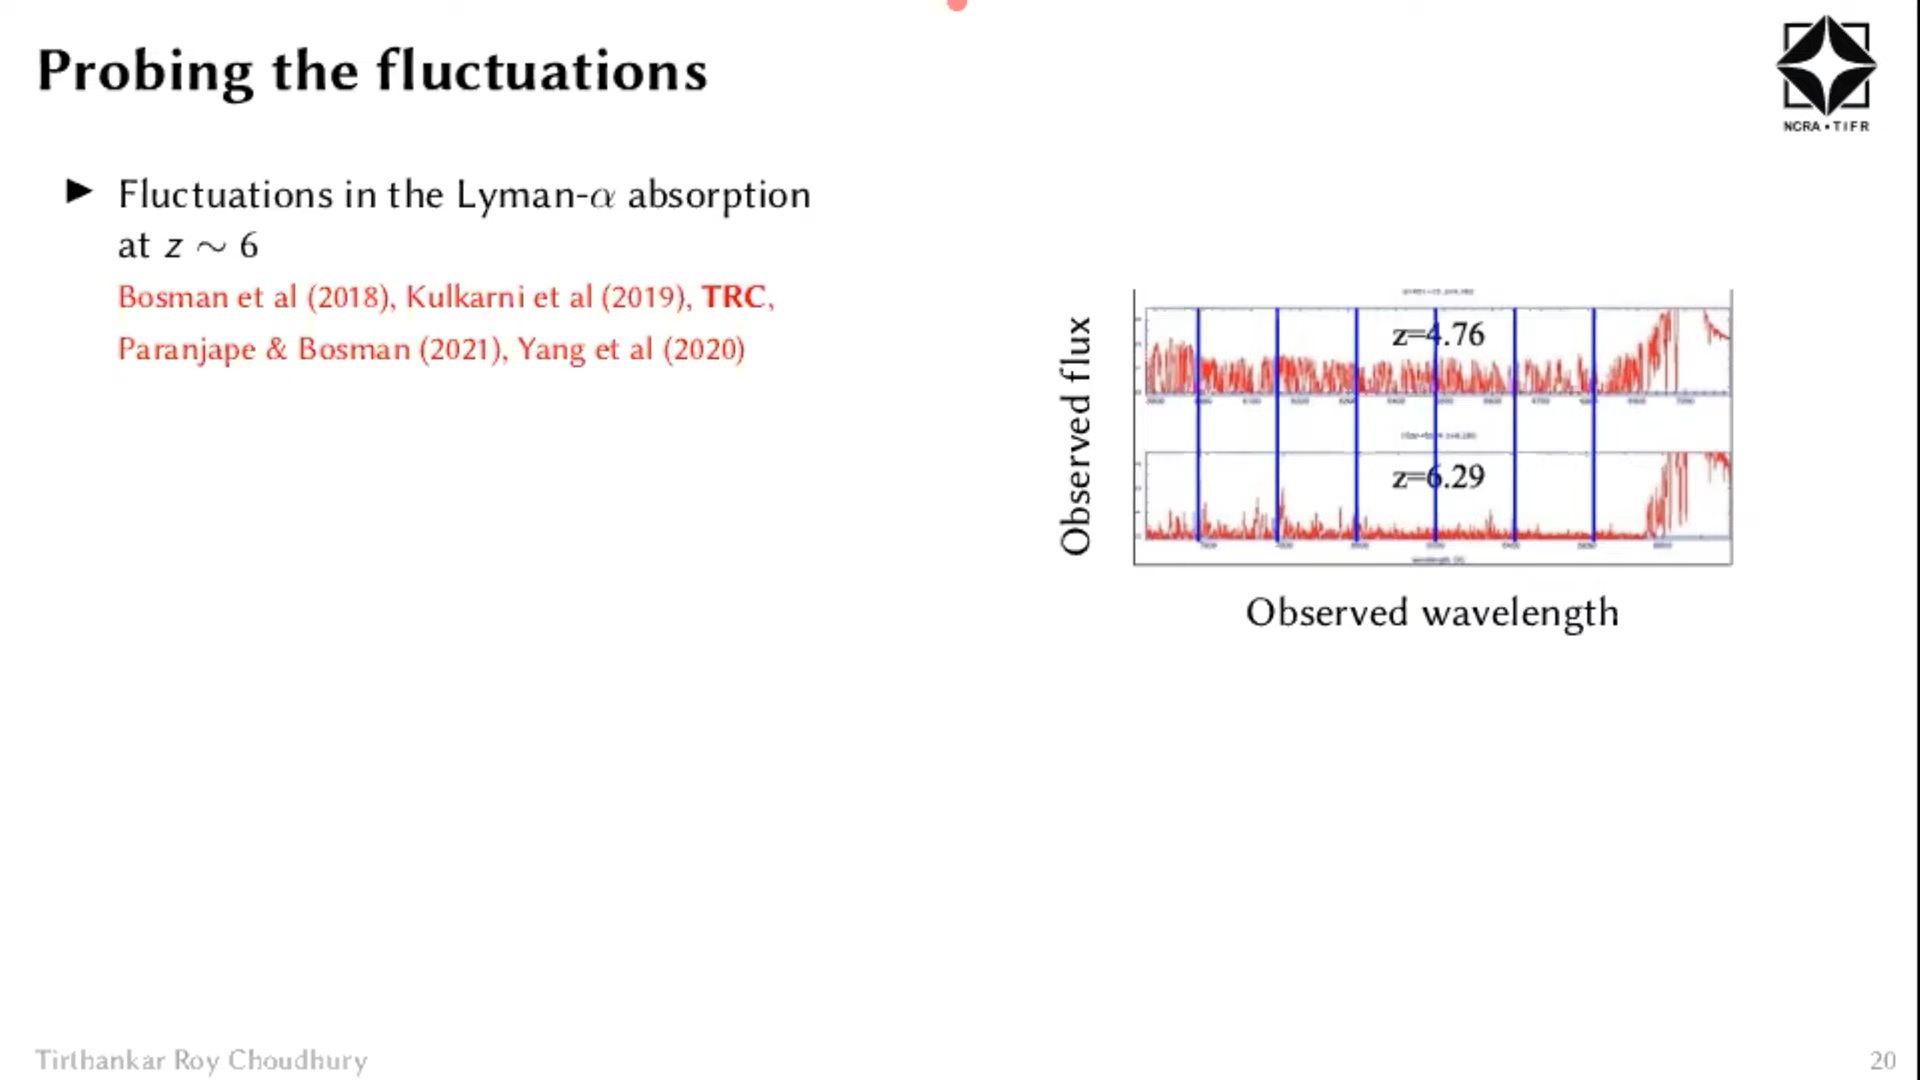 Probing the fluctuations
NCRA • TIFR
▶ Fluctuations in the Lyman-α absorption
at z ∼ 6
Bosman et al (2018), Kulkarni et al (2019), TRC,
Paranjape & Bosman (2021), Yang et al (2020)
Observed flux
z=4.76
z=6.29
Observed wavelength
Tirthankar Roy Choudhury
20